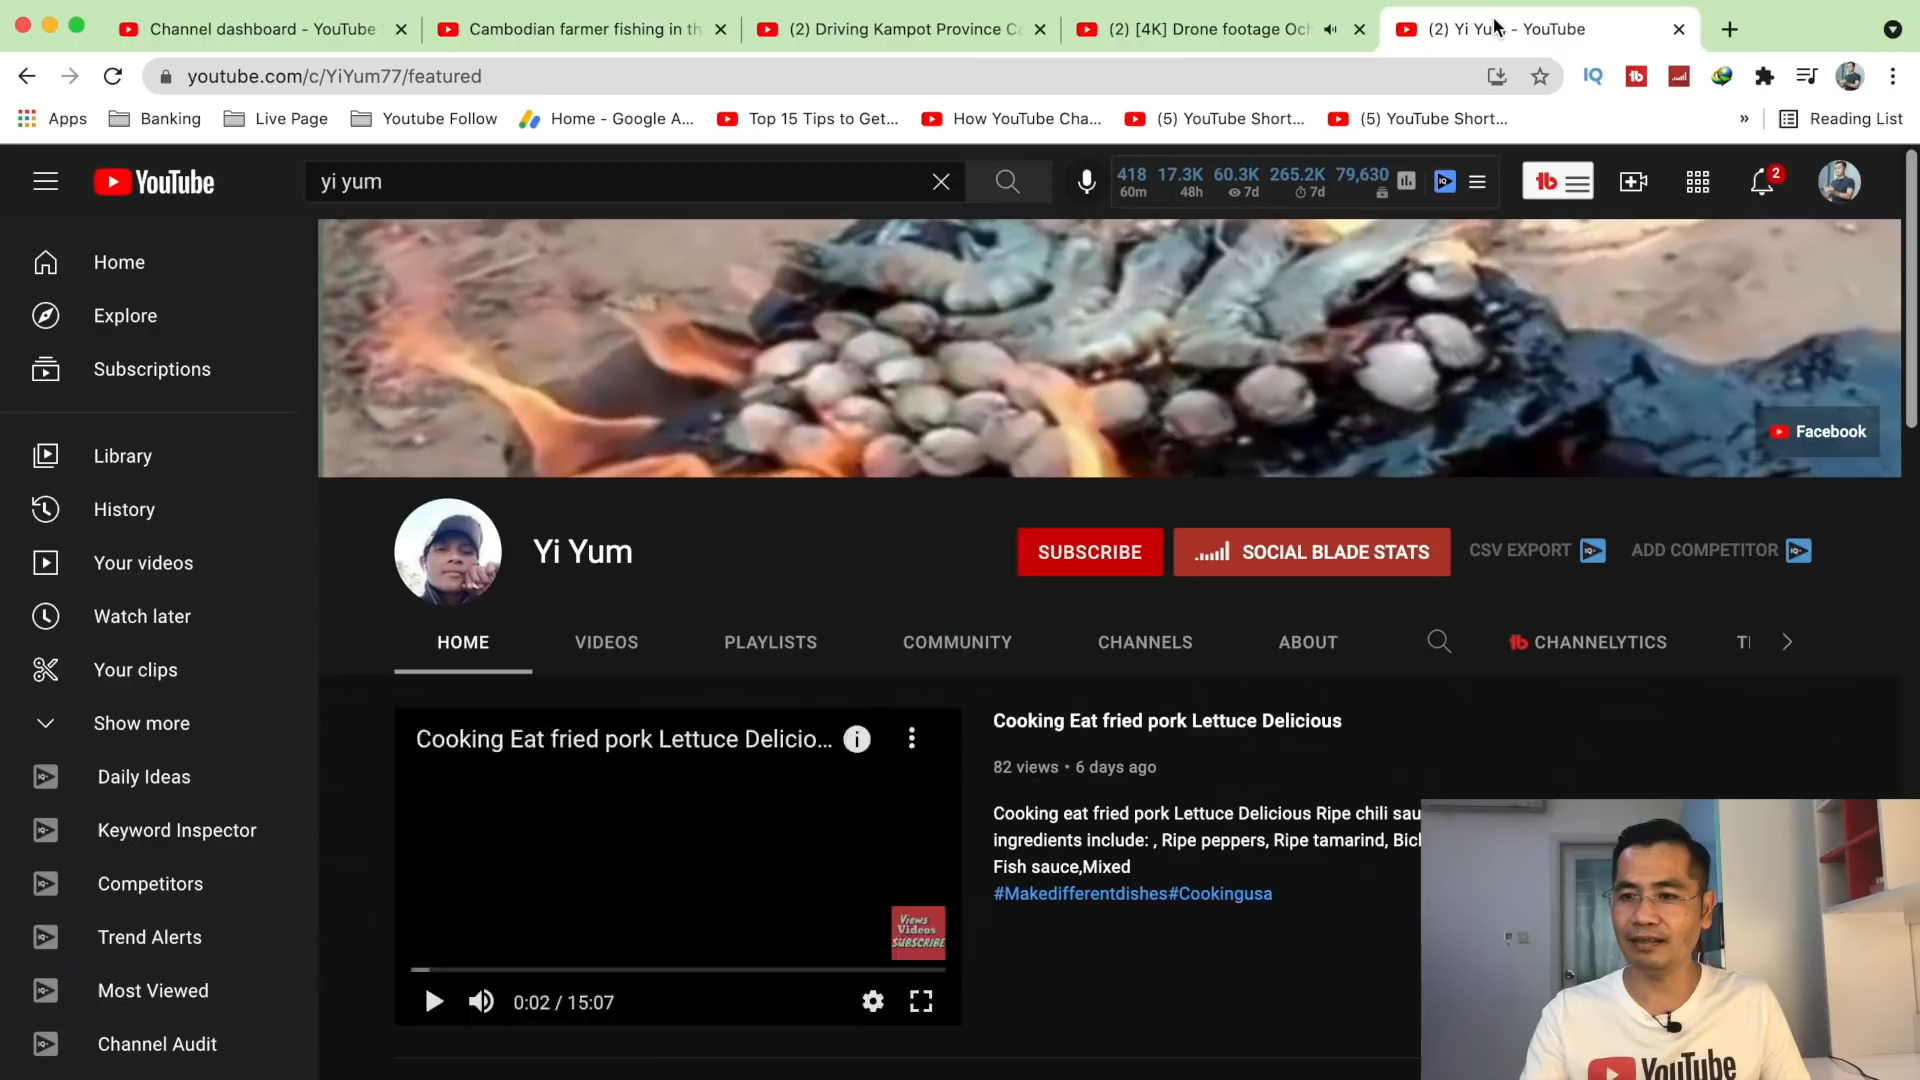 Channel dashboard - YouTube
Cambodian farmer fishing in th
(2) Driving Kampot Province Ca
(2) [4K] Drone footage Och
(2) Yi Yum - YouTube
youtube.com/c/YiYum77/featured
IQ
Apps
Banking
Live Page
Youtube Follow
Home - Google A...
Top 15 Tips to Get...
How YouTube Cha...
(5) YouTube Short...
(5) YouTube Short...
»
Reading List
YouTube
yi yum
418 17.3K 60.3K 265.2K 79,630
60m 48h 7d 7d
2
Home
Explore
Subscriptions
Library
History
Your videos
Watch later
Your clips
Show more
Daily Ideas
Keyword Inspector
Competitors
Trend Alerts
Most Viewed
Channel Audit
Facebook
Yi Yum
SUBSCRIBE
SOCIAL BLADE STATS
CSV EXPORT
ADD COMPETITOR
HOME
VIDEOS
PLAYLISTS
COMMUNITY
CHANNELS
ABOUT
CHANNELYTICS
Cooking Eat fried pork Lettuce Delicio...
Views
Videos
SUBSCRIBE
0:02 / 15:07
Cooking Eat fried pork Lettuce Delicious
82 views • 6 days ago
Cooking eat fried pork Lettuce Delicious Ripe chili sau
ingredients include: , Ripe peppers, Ripe tamarind, Bic
Fish sauce,Mixed
#Makedifferentdishes#Cookingusa
YouTube